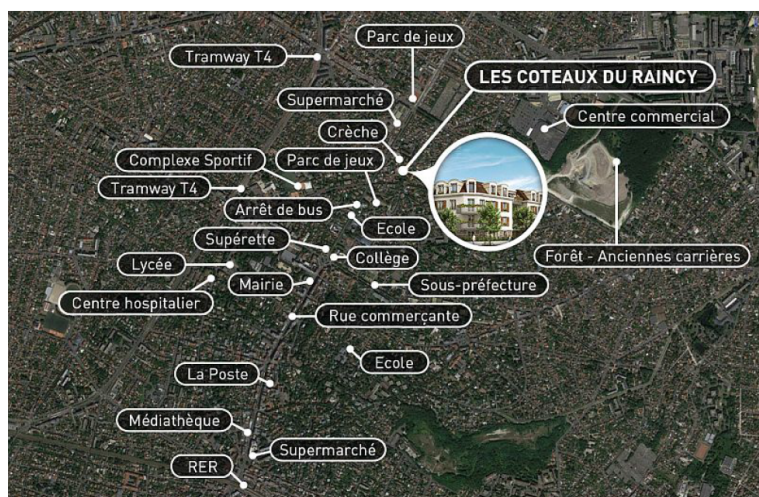 Parc de jeux
Tramway T4
LES COTEAUX DU RAINCY
Supermarché
Centre commercial
Crèche
Complexe Sportif
Parc de jeux
Tramway T4
Arrêt de bus
Ecole
Supérette
Collège
Forêt - Anciennes carrières
Lycée
Mairie
Sous-préfecture
Centre hospitalier
Rue commerçante
Ecole
La Poste
Médiathèque
Supermarché
RER